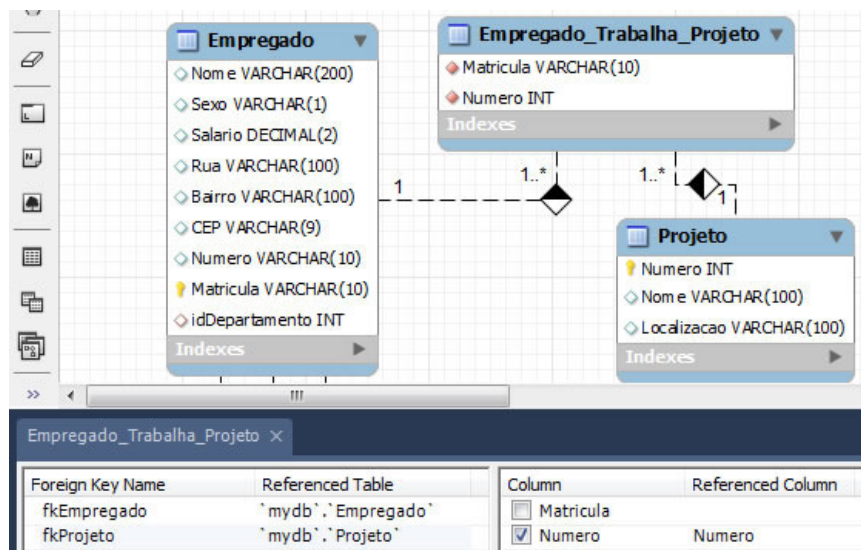 Empregado
Nome VARCHAR(200)
Sexo VARCHAR(1)
Salario DECIMAL(2)
Rua VARCHAR(100)
Bairro VARCHAR(100)
CEP VARCHAR(9)
Numero VARCHAR(10)
Matricula VARCHAR(10)
idDepartamento INT
Indexes
Empregado_Trabalha_Projeto
Matricula VARCHAR(10)
Numero INT
Indexes
1
1..*
1..*
1
Projeto
Numero INT
Nome VARCHAR(100)
Localizacao VARCHAR(100)
Indexes
Empregado_Trabalha_Projeto ×
Foreign Key Name Referenced Table
fkEmpregado `mydb`.`Empregado`
fkProjeto `mydb`.`Projeto`
Column Referenced Column
Matricula
Numero Numero